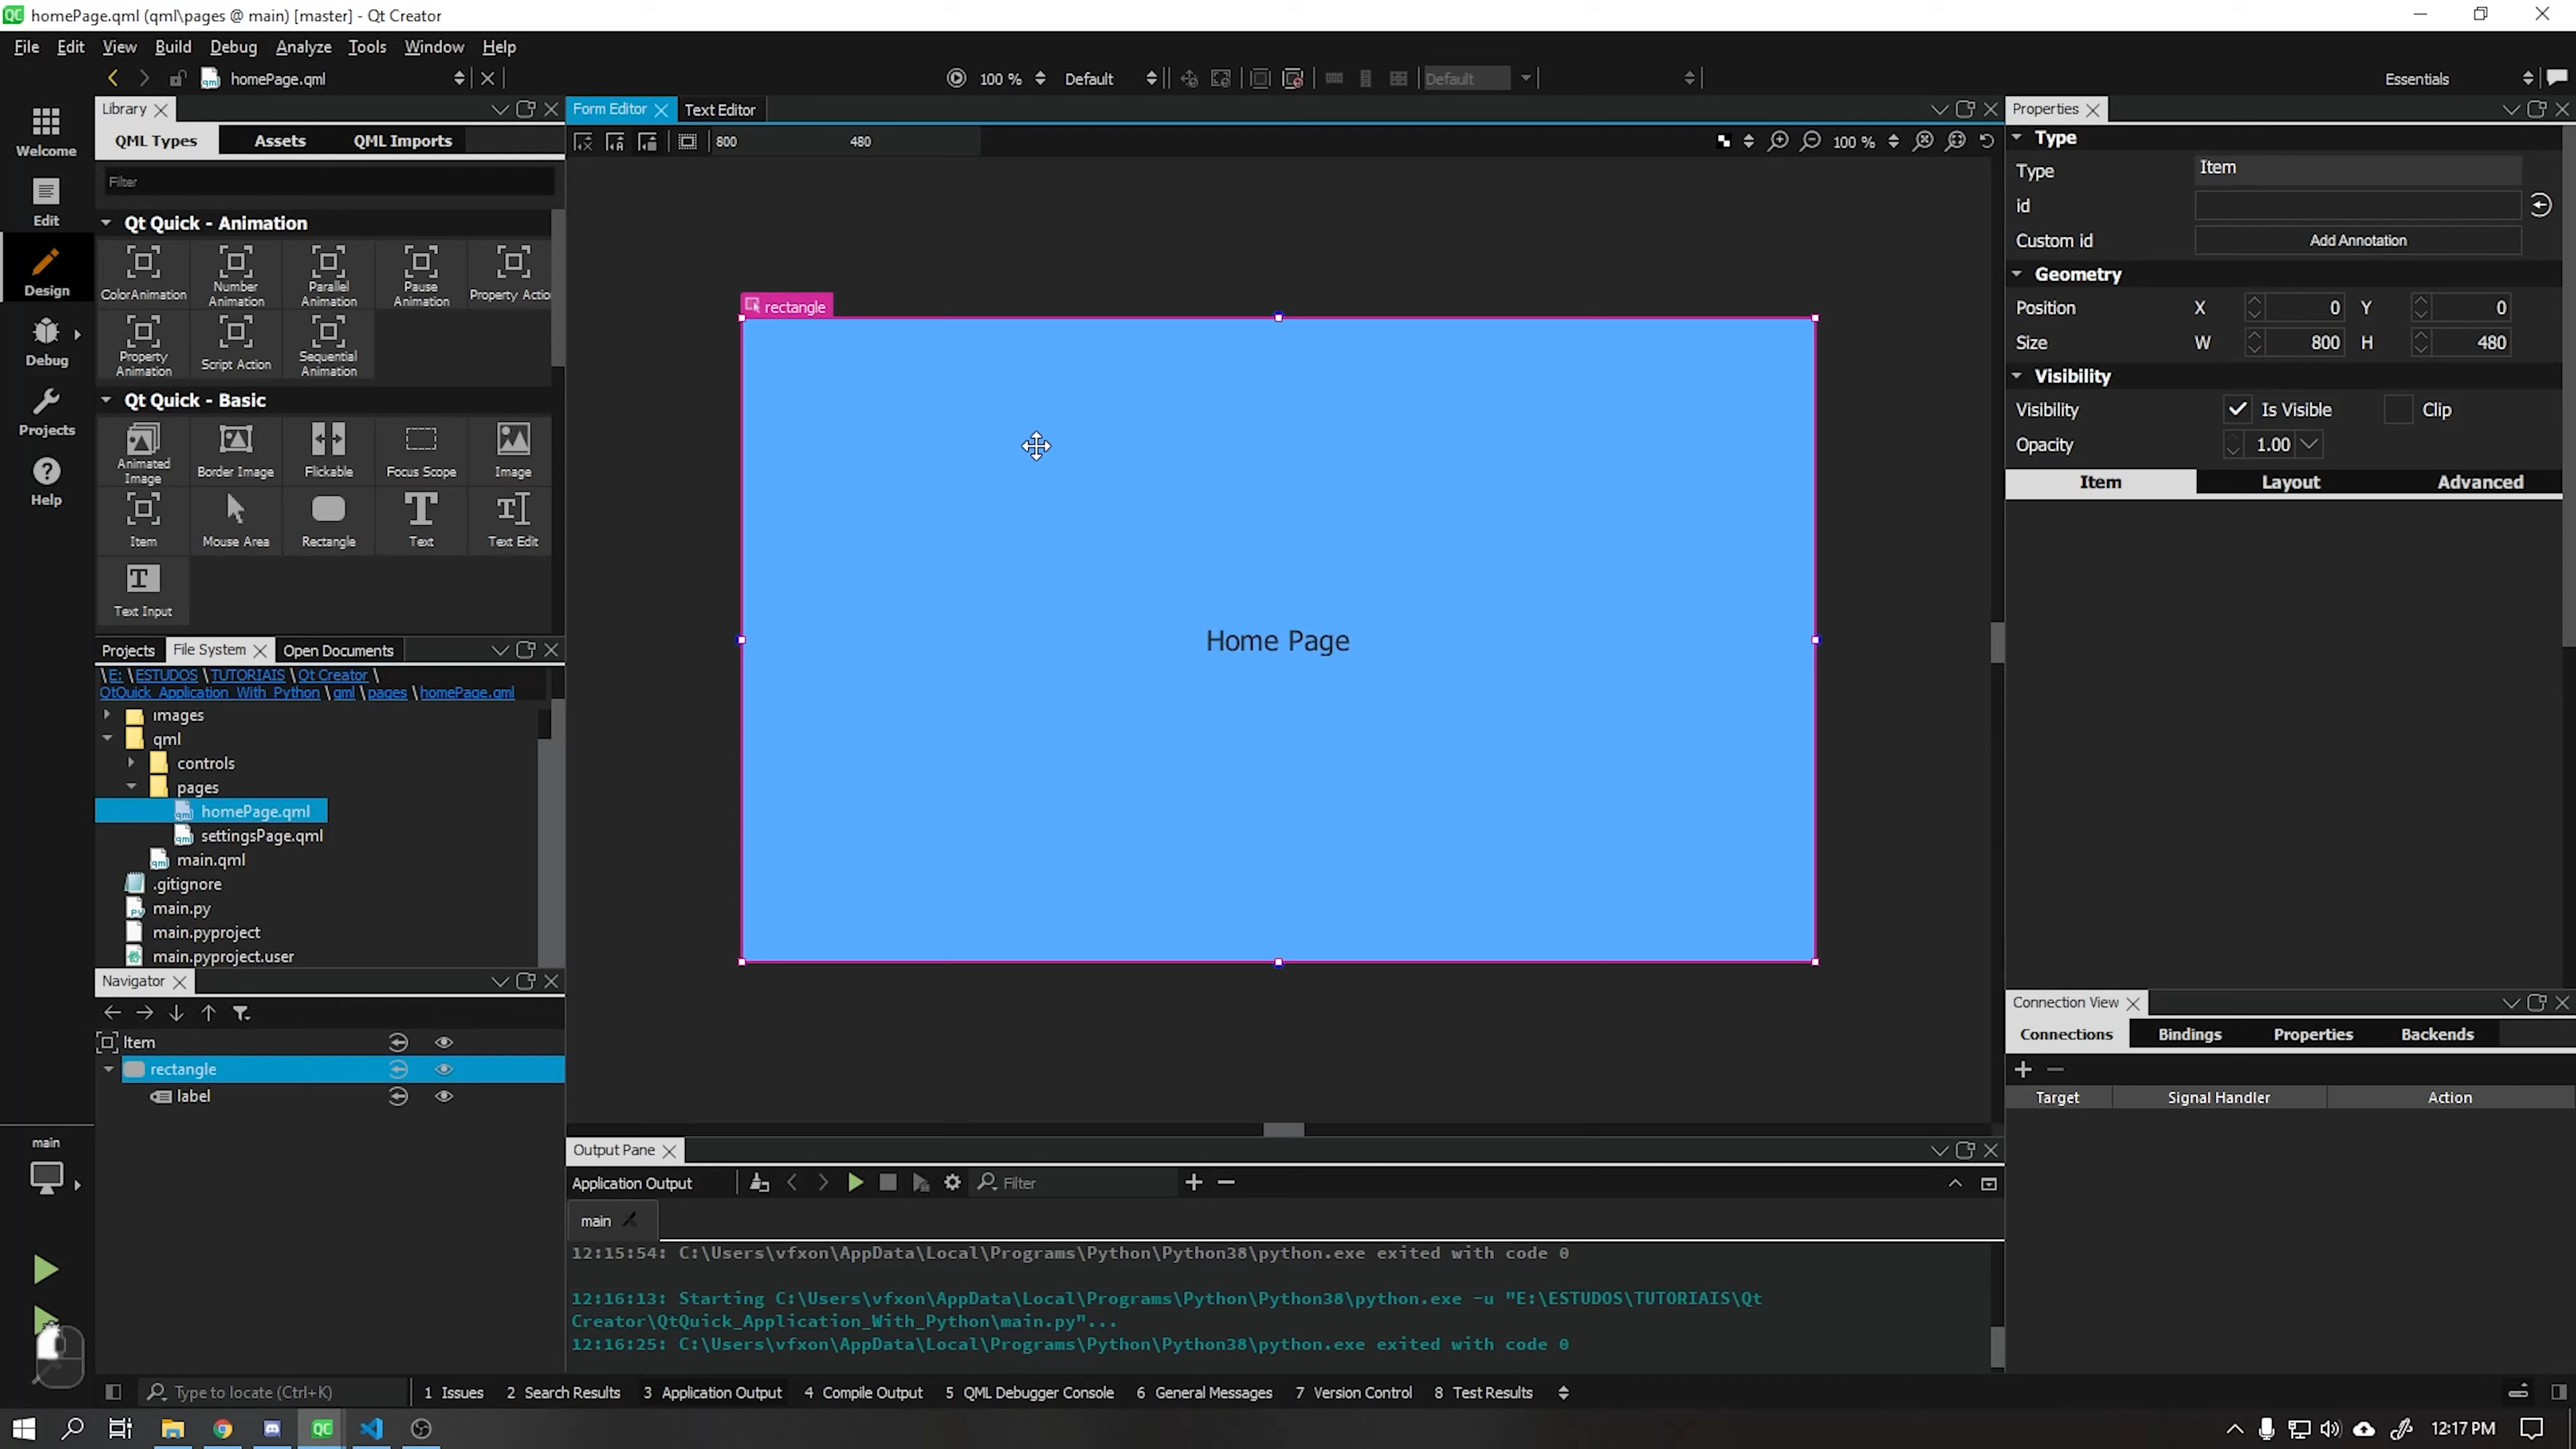 homePage.qml (qml\pages @ main) [master] - Qt Creator
File Edit View Build Debug Analyze Tools Window Help
homePage.qml 100 % Default Default Essentials
Library Form Editor Text Editor Properties
QML Types Assets QML Imports 800 480 100 %
Filter
Welcome
Edit
Design
Debug
Projects
Help
Qt Quick - Animation
ColorAnimation
Number Animation
Parallel Animation
Pause Animation
Property Actio
Property Animation
Script Action
Sequential Animation
Qt Quick - Basic
Animated Image
Border Image
Flickable
Focus Scope
Image
Item
Mouse Area
Rectangle
Text
Text Edit
Text Input
Projects File System Open Documents
\E: \ESTUDOS \TUTORIAIS \Qt Creator \
QtQuick_Application_With_Python \qml \pages \homePage.qml
images
qml
controls
pages
homePage.qml
settingsPage.qml
main.qml
.gitignore
main.py
main.pyproject
main.pyproject.user
Navigator
Item
rectangle
label
rectangle
Home Page
Type
Type Item
id
Custom id Add Annotation
Geometry
Position X 0 Y 0
Size W 800 H 480
Visibility
Visibility Is Visible Clip
Opacity 1.00
Item Layout Advanced
Connection View
Connections Bindings Properties Backends
Target Signal Handler Action
Output Pane
Application Output Filter
main
12:15:54: C:\Users\vfxon\AppData\Local\Programs\Python\Python38\python.exe exited with code 0
12:16:13: Starting C:\Users\vfxon\AppData\Local\Programs\Python\Python38\python.exe -u "E:\ESTUDOS\TUTORIAIS\Qt
Creator\QtQuick_Application_With_Python\main.py"...
12:16:25: C:\Users\vfxon\AppData\Local\Programs\Python\Python38\python.exe exited with code 0
main
Type to locate (Ctrl+K) 1 Issues 2 Search Results 3 Application Output 4 Compile Output 5 QML Debugger Console 6 General Messages 7 Version Control 8 Test Results
12:17 PM